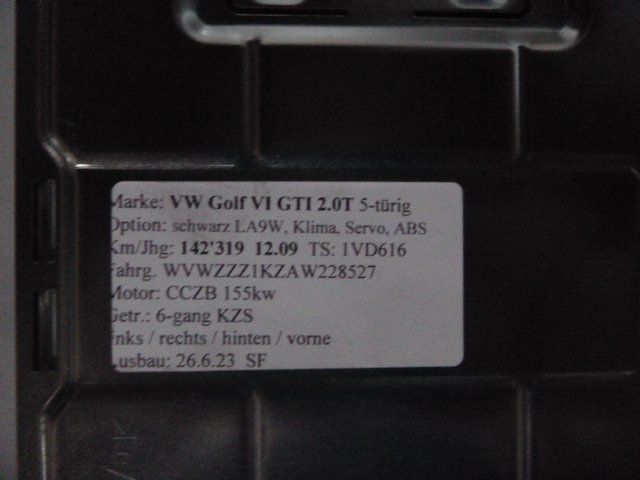 Marke: VW Golf VI GTI 2.0T 5-türig
Option: schwarz LA9W, Klima, Servo, ABS
Km/Jhg: 142'319 12.09 TS: 1VD616
Fahrg. WVWZZZ1KZAW228527
Motor: CCZB 155kw
Getr.: 6-gang KZS
inks / rechts / hinten / vorne
Ausbau: 26.6.23 SF